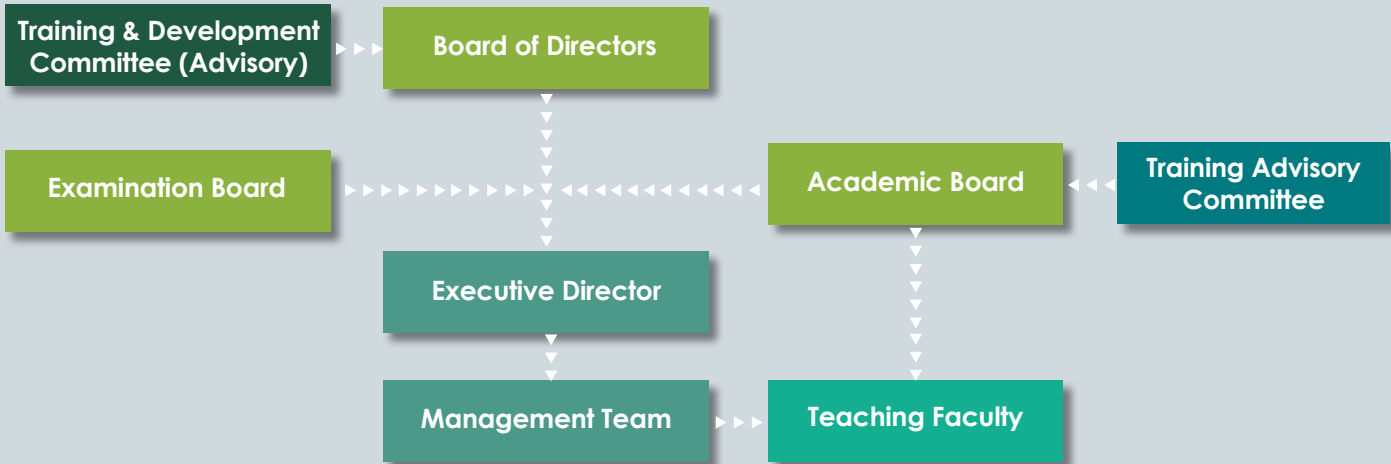 Training & Development
Committee (Advisory)
Board of Directors
Examination Board
Academic Board
Training Advisory
Committee
Executive Director
Management Team
Teaching Faculty